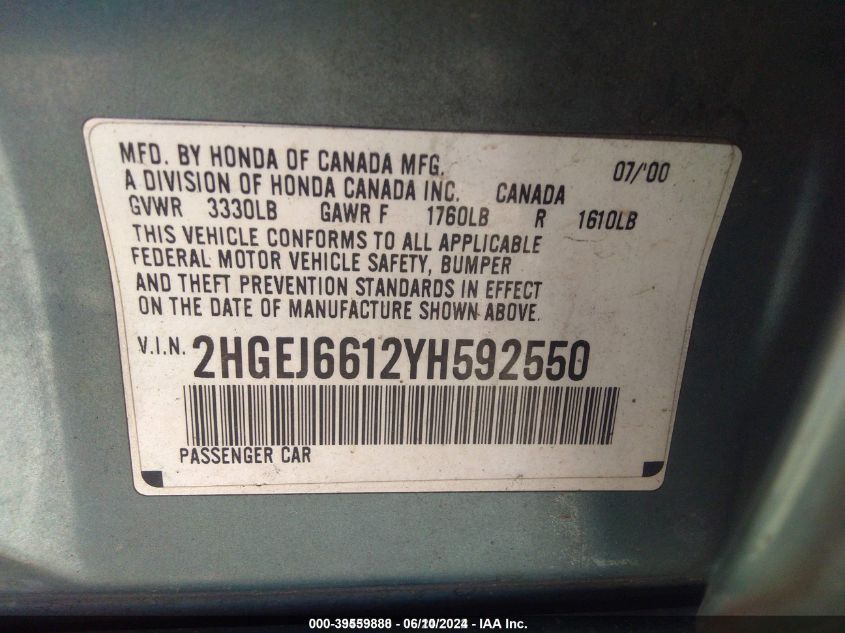 MFD. BY HONDA OF CANADA MFG. 07/'00
A DIVISION OF HONDA CANADA INC. CANADA
GVWR 3330LB GAWR F 1760LB R 1610LB
THIS VEHICLE CONFORMS TO ALL APPLICABLE
FEDERAL MOTOR VEHICLE SAFETY, BUMPER
AND THEFT PREVENTION STANDARDS IN EFFECT
ON THE DATE OF MANUFACTURE SHOWN ABOVE.
V.I.N. 2HGEJ6612YH592550
PASSENGER CAR
- IAA Inc.